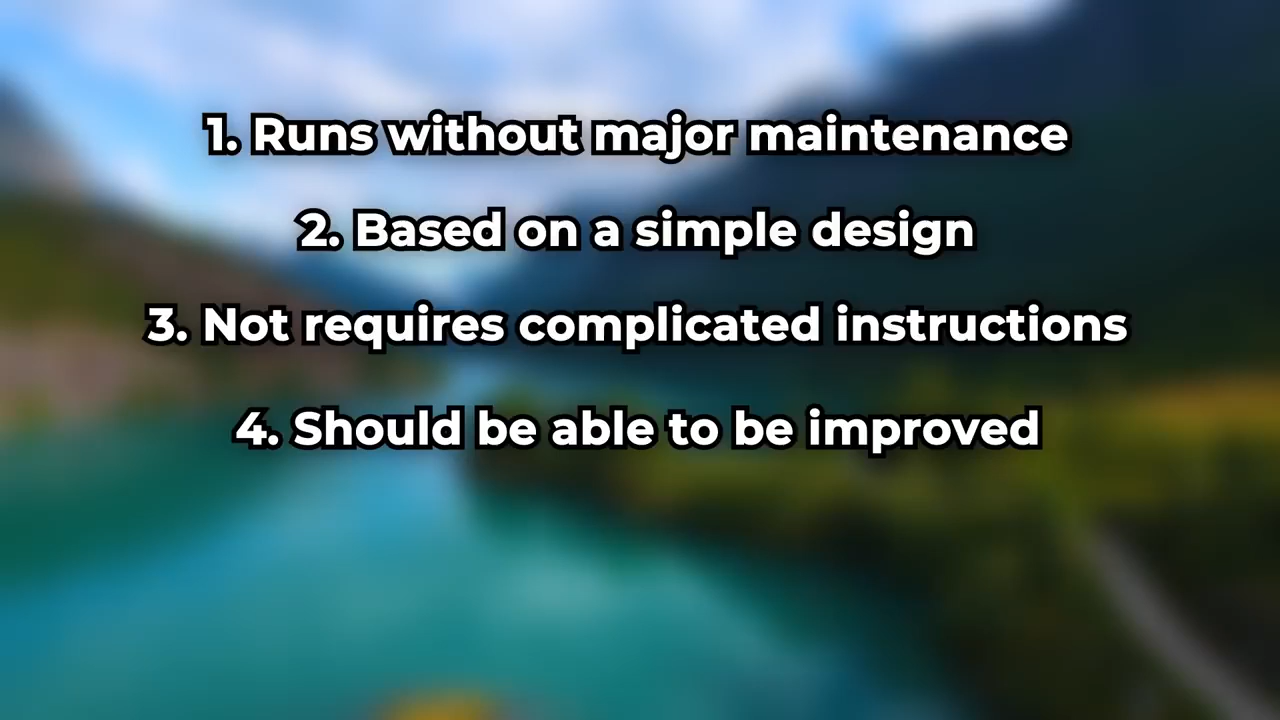 1. Runs without major maintenance
2. Based on a simple design
3. Not requires complicated instructions
4. Should be able to be improved